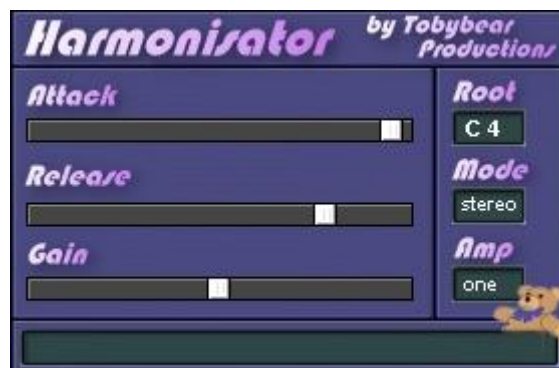 Harmonisator
by Tobybear
Productions
Attack
Release
Gain
Root
C 4
Mode
stereo
Amp
one